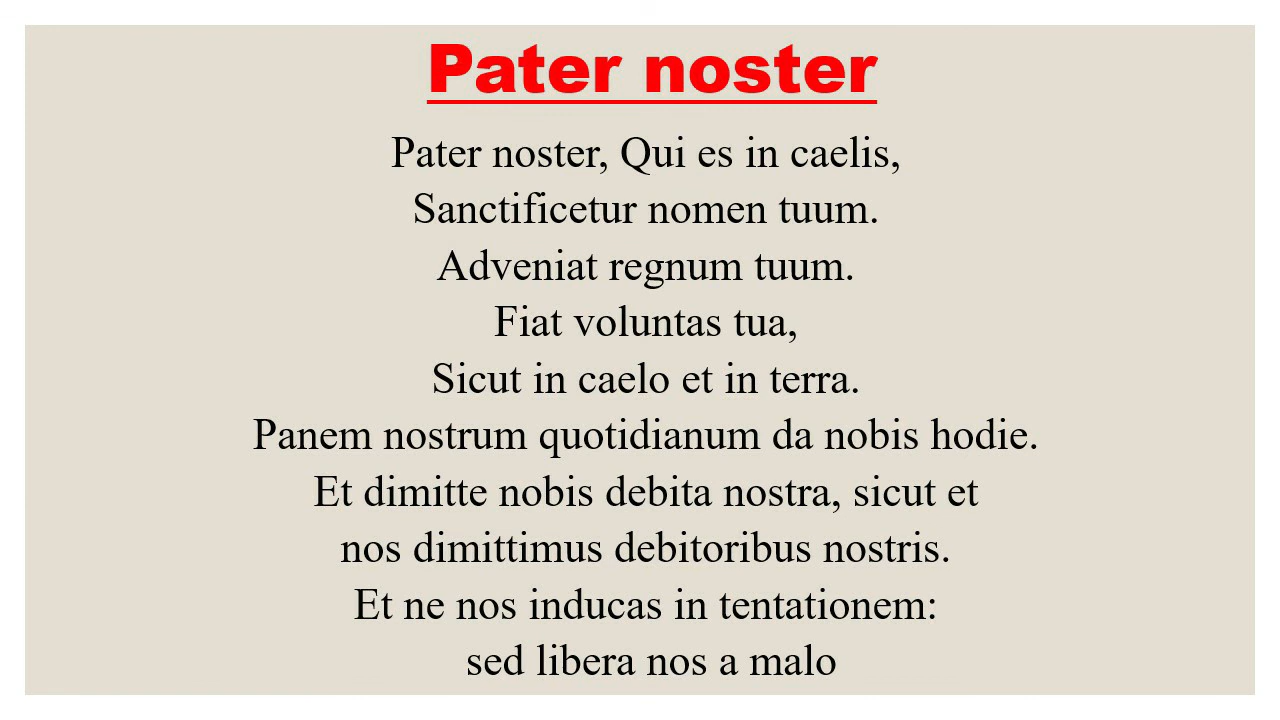 Pater noster
Pater noster, Qui es in caelis,
Sanctificetur nomen tuum.
Adveniat regnum tuum.
Fiat voluntas tua,
Sicut in caelo et in terra.
Panem nostrum quotidianum da nobis hodie.
Et dimitte nobis debita nostra, sicut et
nos dimittimus debitoribus nostris.
Et ne nos inducas in tentationem:
sed libera nos a malo